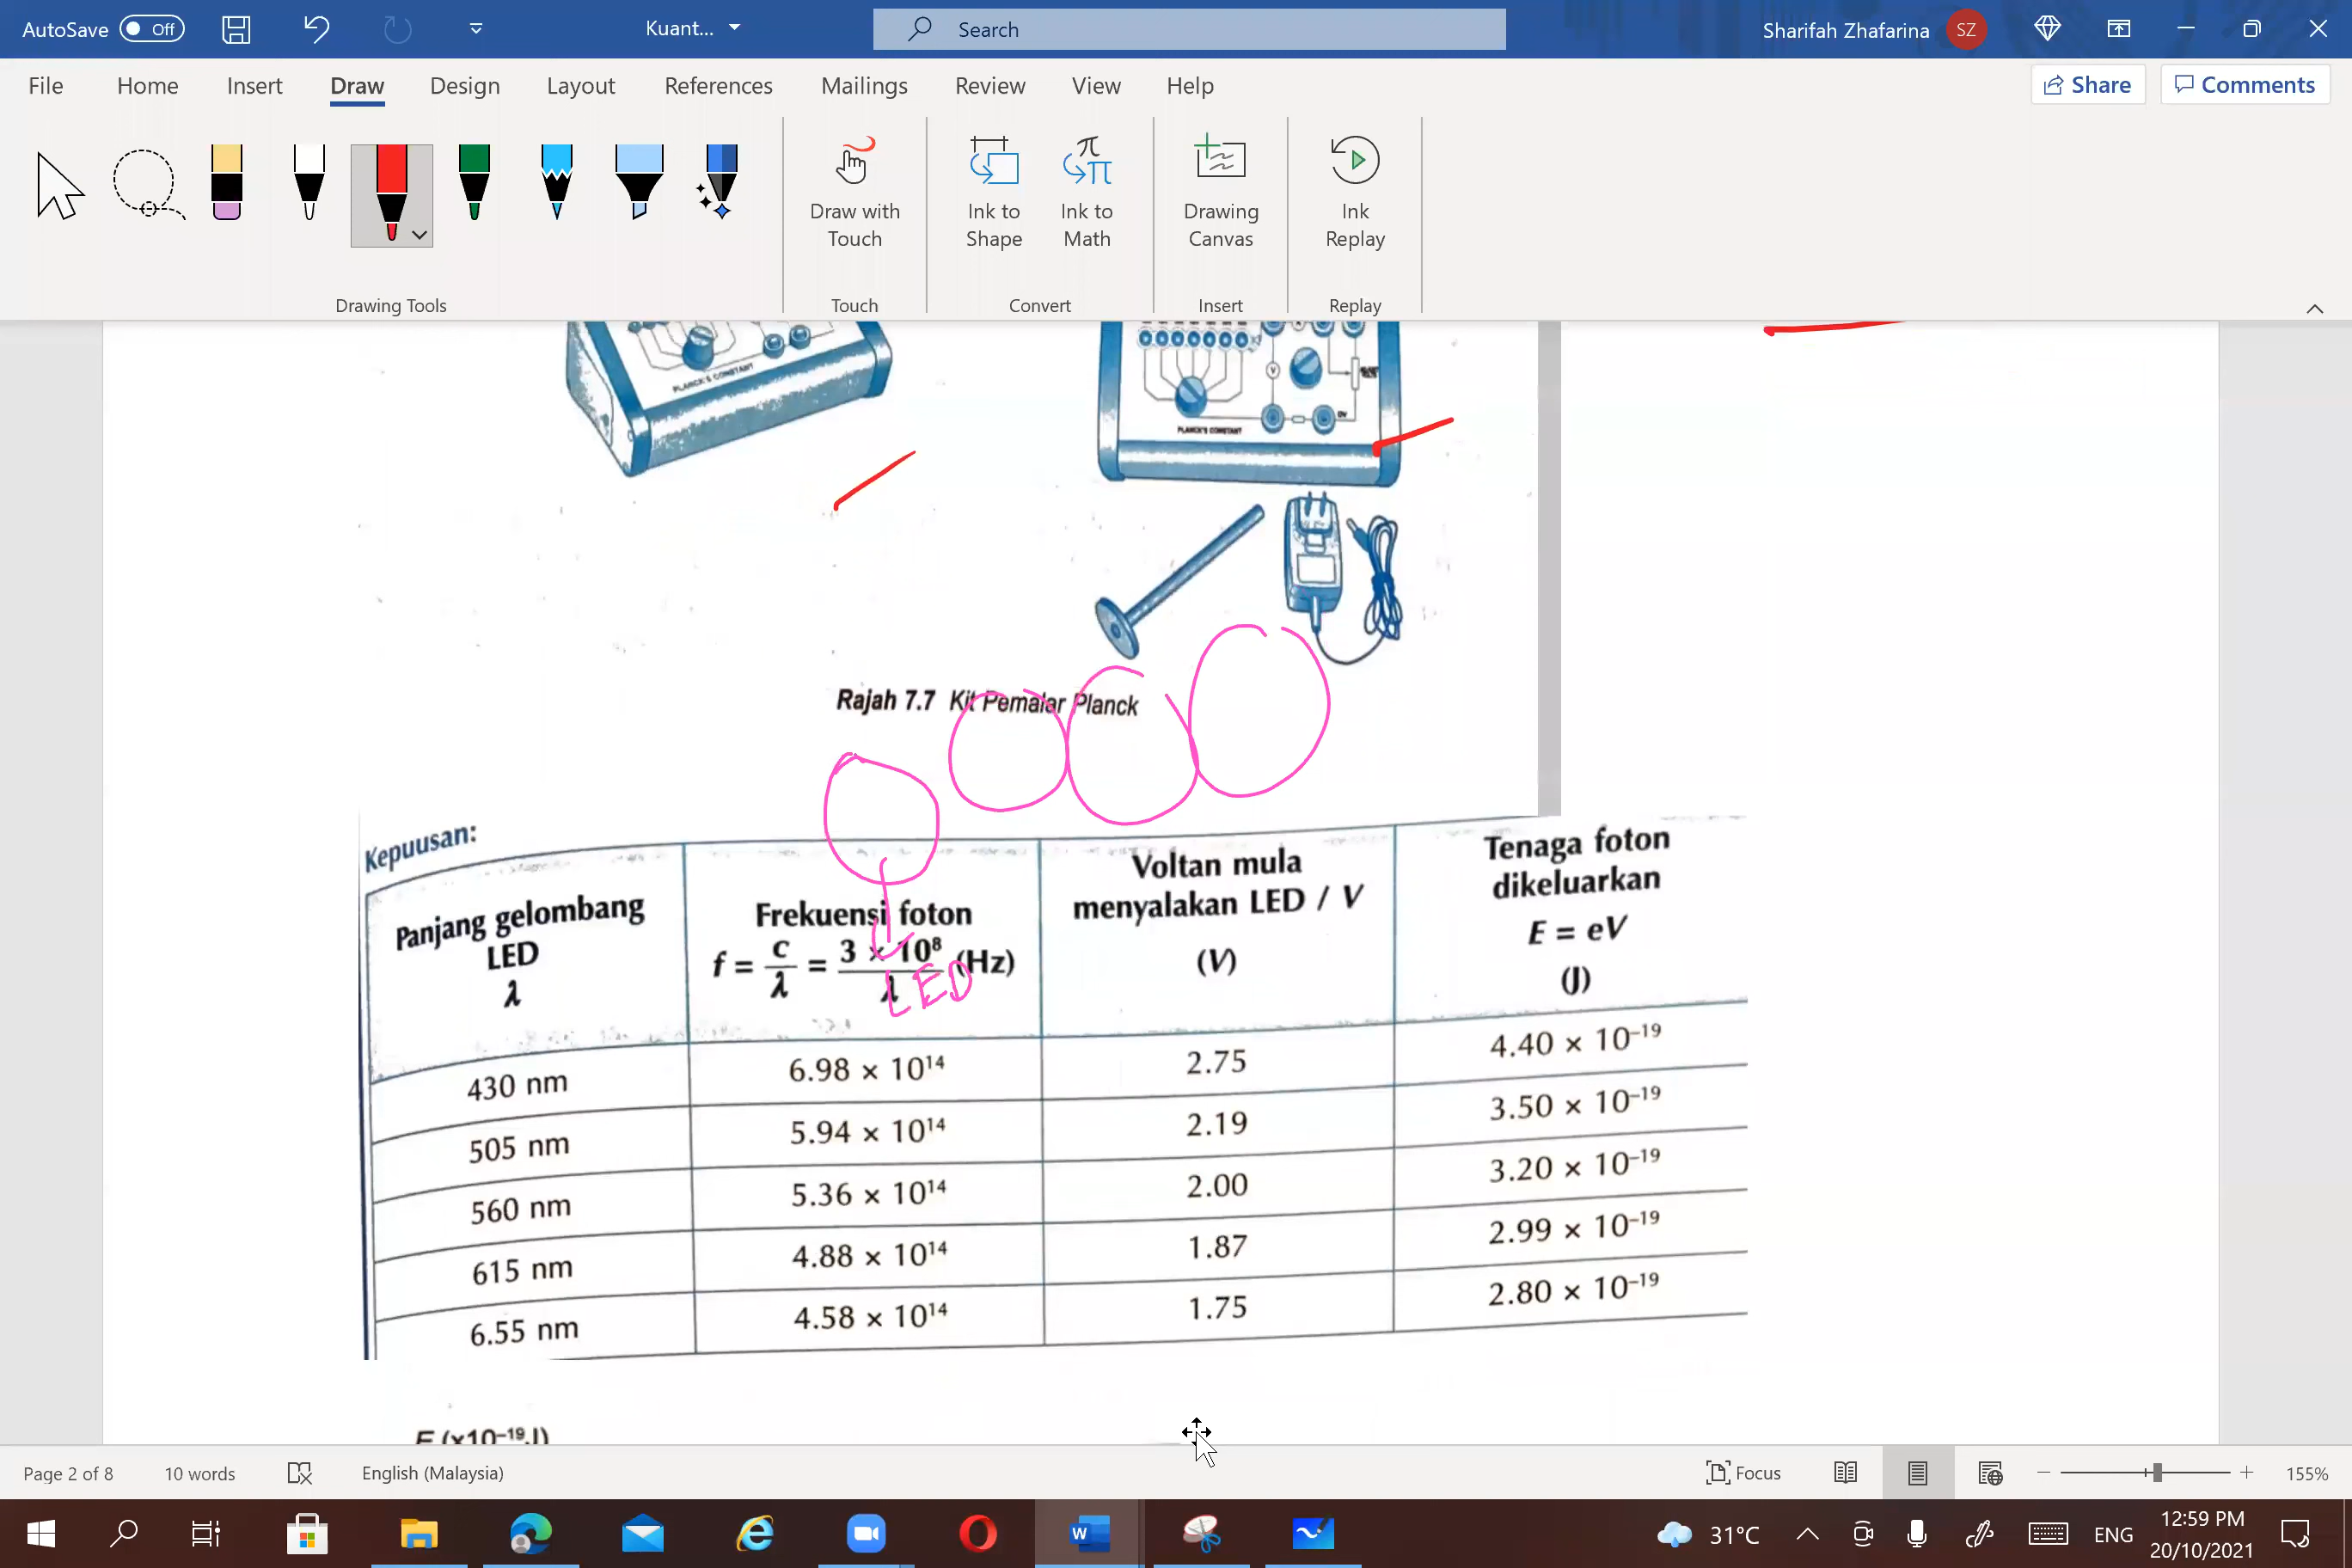 AutoSave Off Kuant... Search Sharifah Zhafarina SZ
File Home Insert Draw Design Layout References Mailings Review View Help Share Comments
Draw with Touch
Ink to Shape
Ink to Math
Drawing Canvas
Ink Replay
Drawing Tools Touch Convert Insert Replay
PLANCK'S CONSTANT
PLANCK'S CONSTANT
V
0V
Rajah 7.7 Kit Pemalar Planck
Kepuusan:
Panjang gelombang
LED
λ
Frekuensi foton
f = c/λ = 3 × 10⁸/λ (Hz)
LED
Voltan mula
menyalakan LED / V
(V)
Tenaga foton
dikeluarkan
E = eV
(J)
430 nm 6.98 × 10¹⁴ 2.75 4.40 × 10⁻¹⁹
505 nm 5.94 × 10¹⁴ 2.19 3.50 × 10⁻¹⁹
560 nm 5.36 × 10¹⁴ 2.00 3.20 × 10⁻¹⁹
615 nm 4.88 × 10¹⁴ 1.87 2.99 × 10⁻¹⁹
6.55 nm 4.58 × 10¹⁴ 1.75 2.80 × 10⁻¹⁹
E (×10⁻¹⁹J)
Page 2 of 8 10 words English (Malaysia) Focus 155%
31°C ENG 12:59 PM
20/10/2021